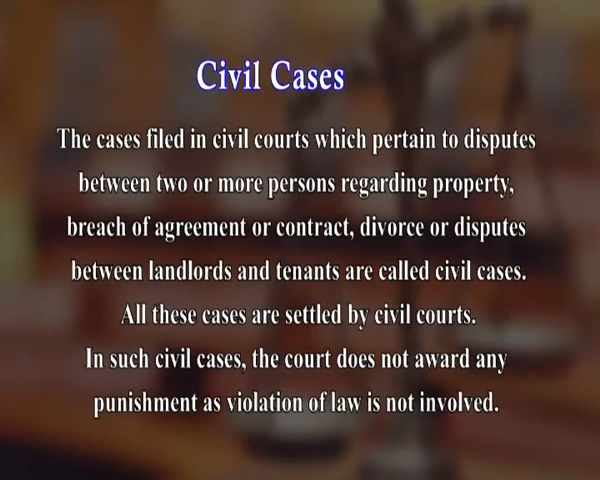 Civil Cases
The cases filed in civil courts which pertain to disputes
between two or more persons regarding property,
breach of agreement or contract, divorce or disputes
between landlords and tenants are called civil cases.
All these cases are settled by civil courts.
In such civil cases, the court does not award any
punishment as violation of law is not involved.